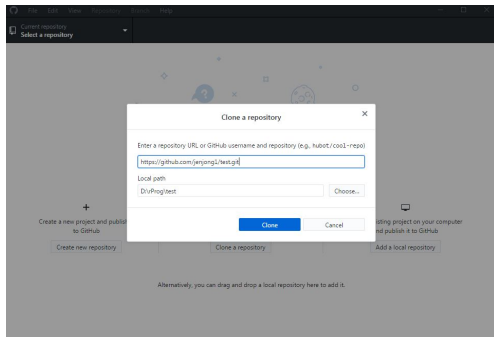 File Edit View Repository Branch Help
Current repository
Select a repository
Clone a repository
Enter a repository URL or GitHub username and repository (e.g., hubot/cool-repo)
https://github.com/jenjong1/test.git
Local path
D:\rProg\test
Choose...
Clone
Cancel
Create a new project and publish
to GitHub
Create new repository
Clone a repository
isting project on your computer
nd publish it to GitHub
Add a local repository
Alternatively, you can drag and drop a local repository here to add it.